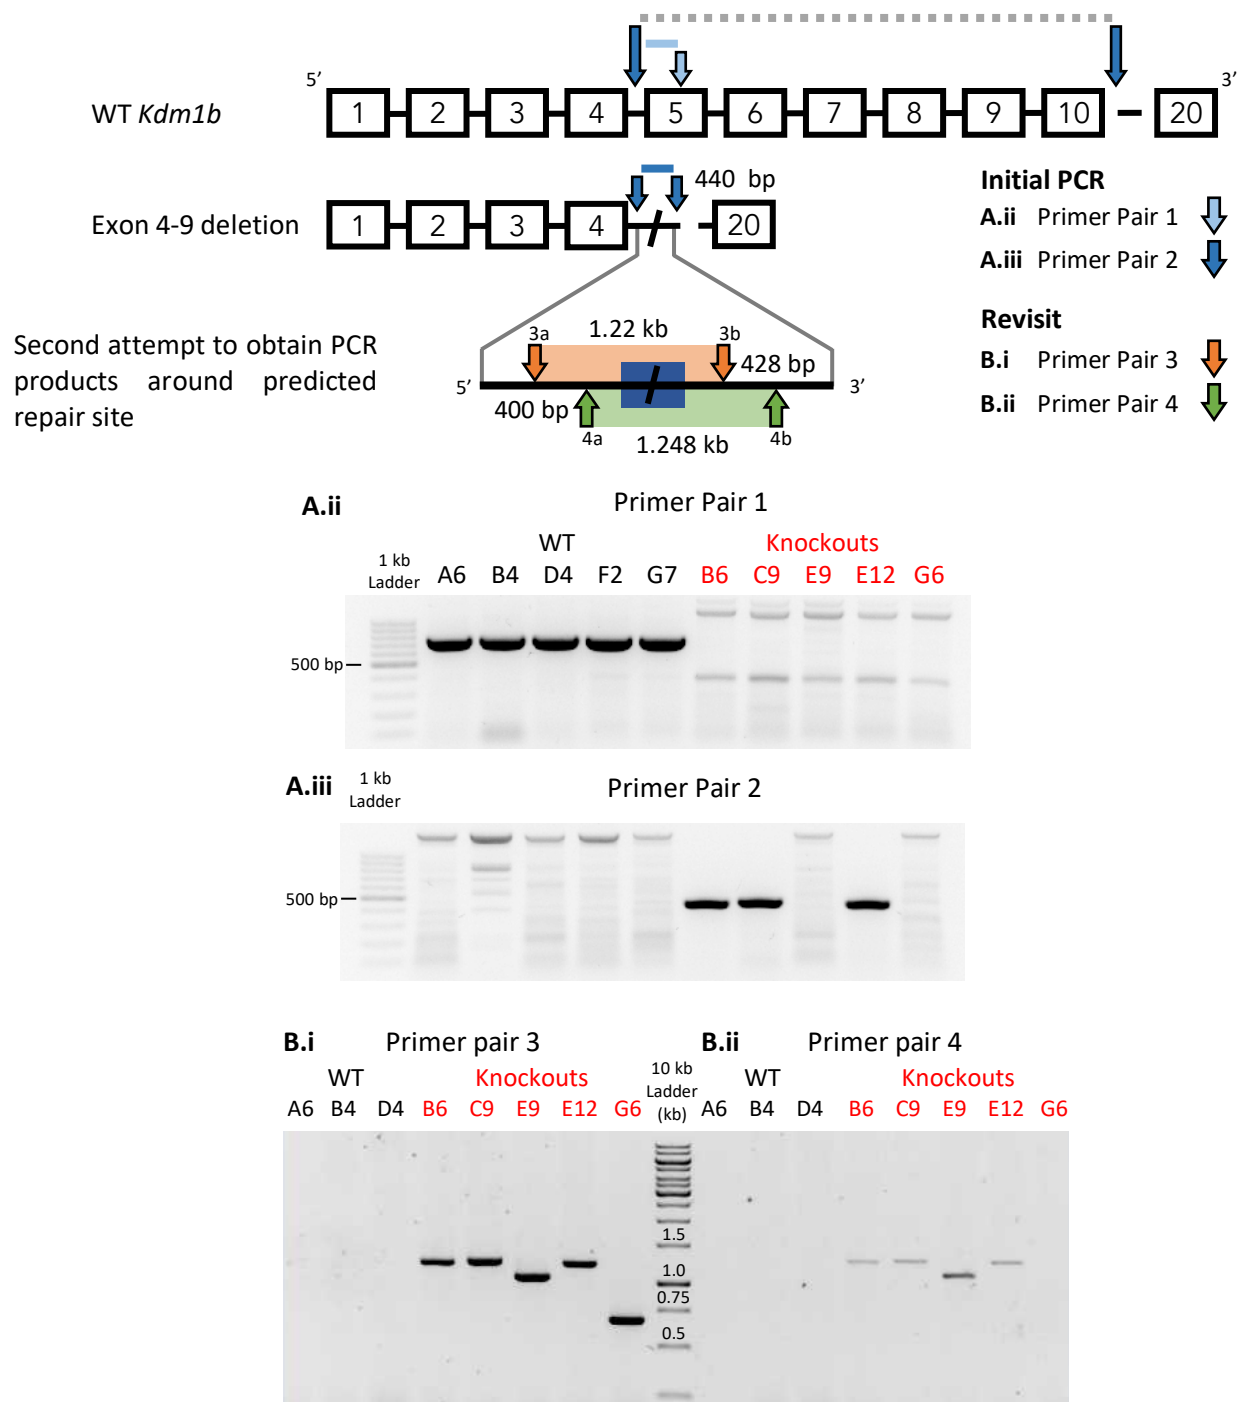 5’
3’
WT Kdm1b
1 2 3 4 5 6 7 8 9 10 20
440 bp
Exon 4-9 deletion
1 2 3 4 20
Initial PCR
A.ii Primer Pair 1
A.iii Primer Pair 2
Revisit
B.i Primer Pair 3
B.ii Primer Pair 4
Second attempt to obtain PCR
products around predicted
repair site
3a 1.22 kb 3b
428 bp
5’ 3’
400 bp
4a 1.248 kb 4b
A.ii Primer Pair 1
WT Knockouts
1 kb
Ladder
A6 B4 D4 F2 G7 B6 C9 E9 E12 G6
500 bp
A.iii Primer Pair 2
1 kb
Ladder
500 bp
B.i Primer pair 3
B.ii Primer pair 4
WT Knockouts
10 kb
Ladder
(kb)
WT Knockouts
A6 B4 D4 B6 C9 E9 E12 G6
A6 B4 D4 B6 C9 E9 E12 G6
1.5
1.0
0.75
0.5